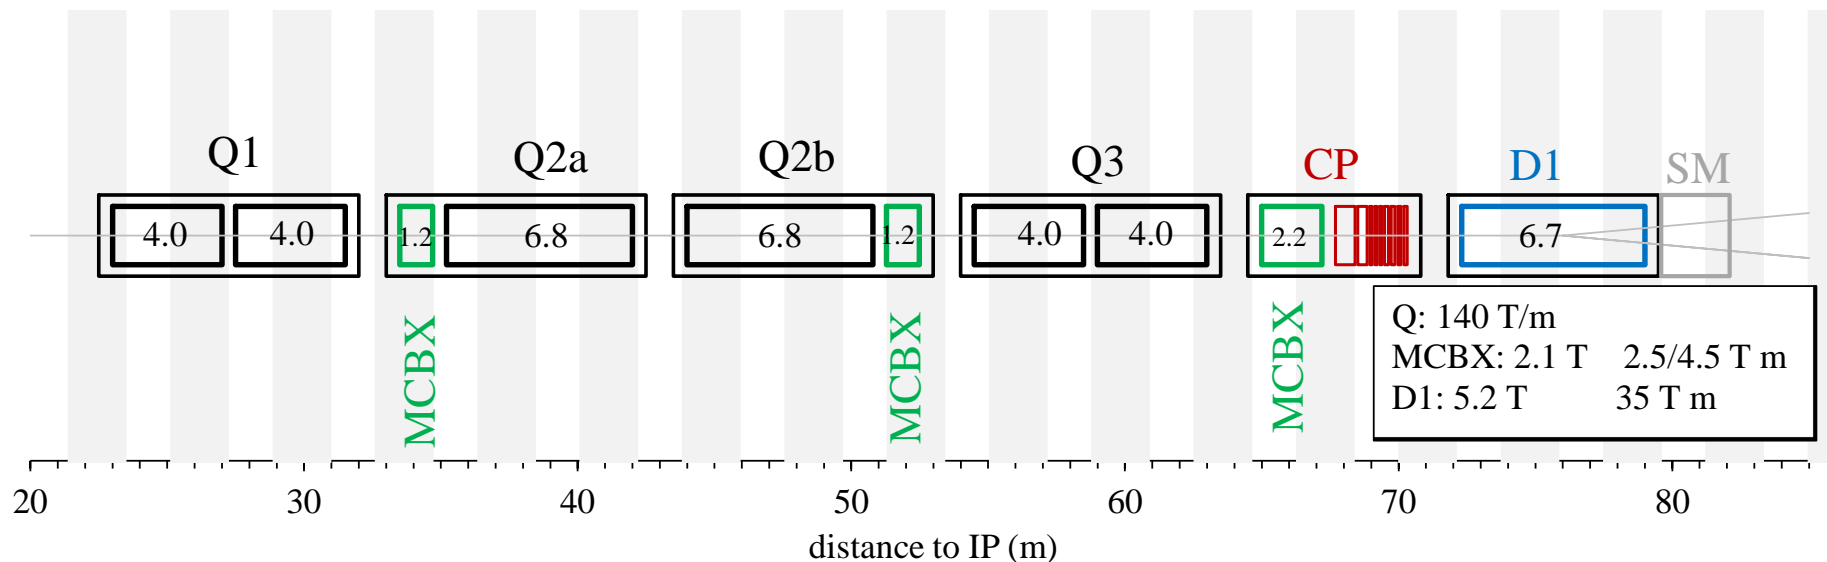 Q1 Q2a Q2b Q3 CP D1 SM
4.0 4.0 1.2 6.8 6.8 1.2 4.0 4.0 2.2 6.7
MCBX MCBX MCBX
Q: 140 T/m
MCBX: 2.1 T 2.5/4.5 T m
D1: 5.2 T 35 T m
20 30 40 50 60 70 80
distance to IP (m)